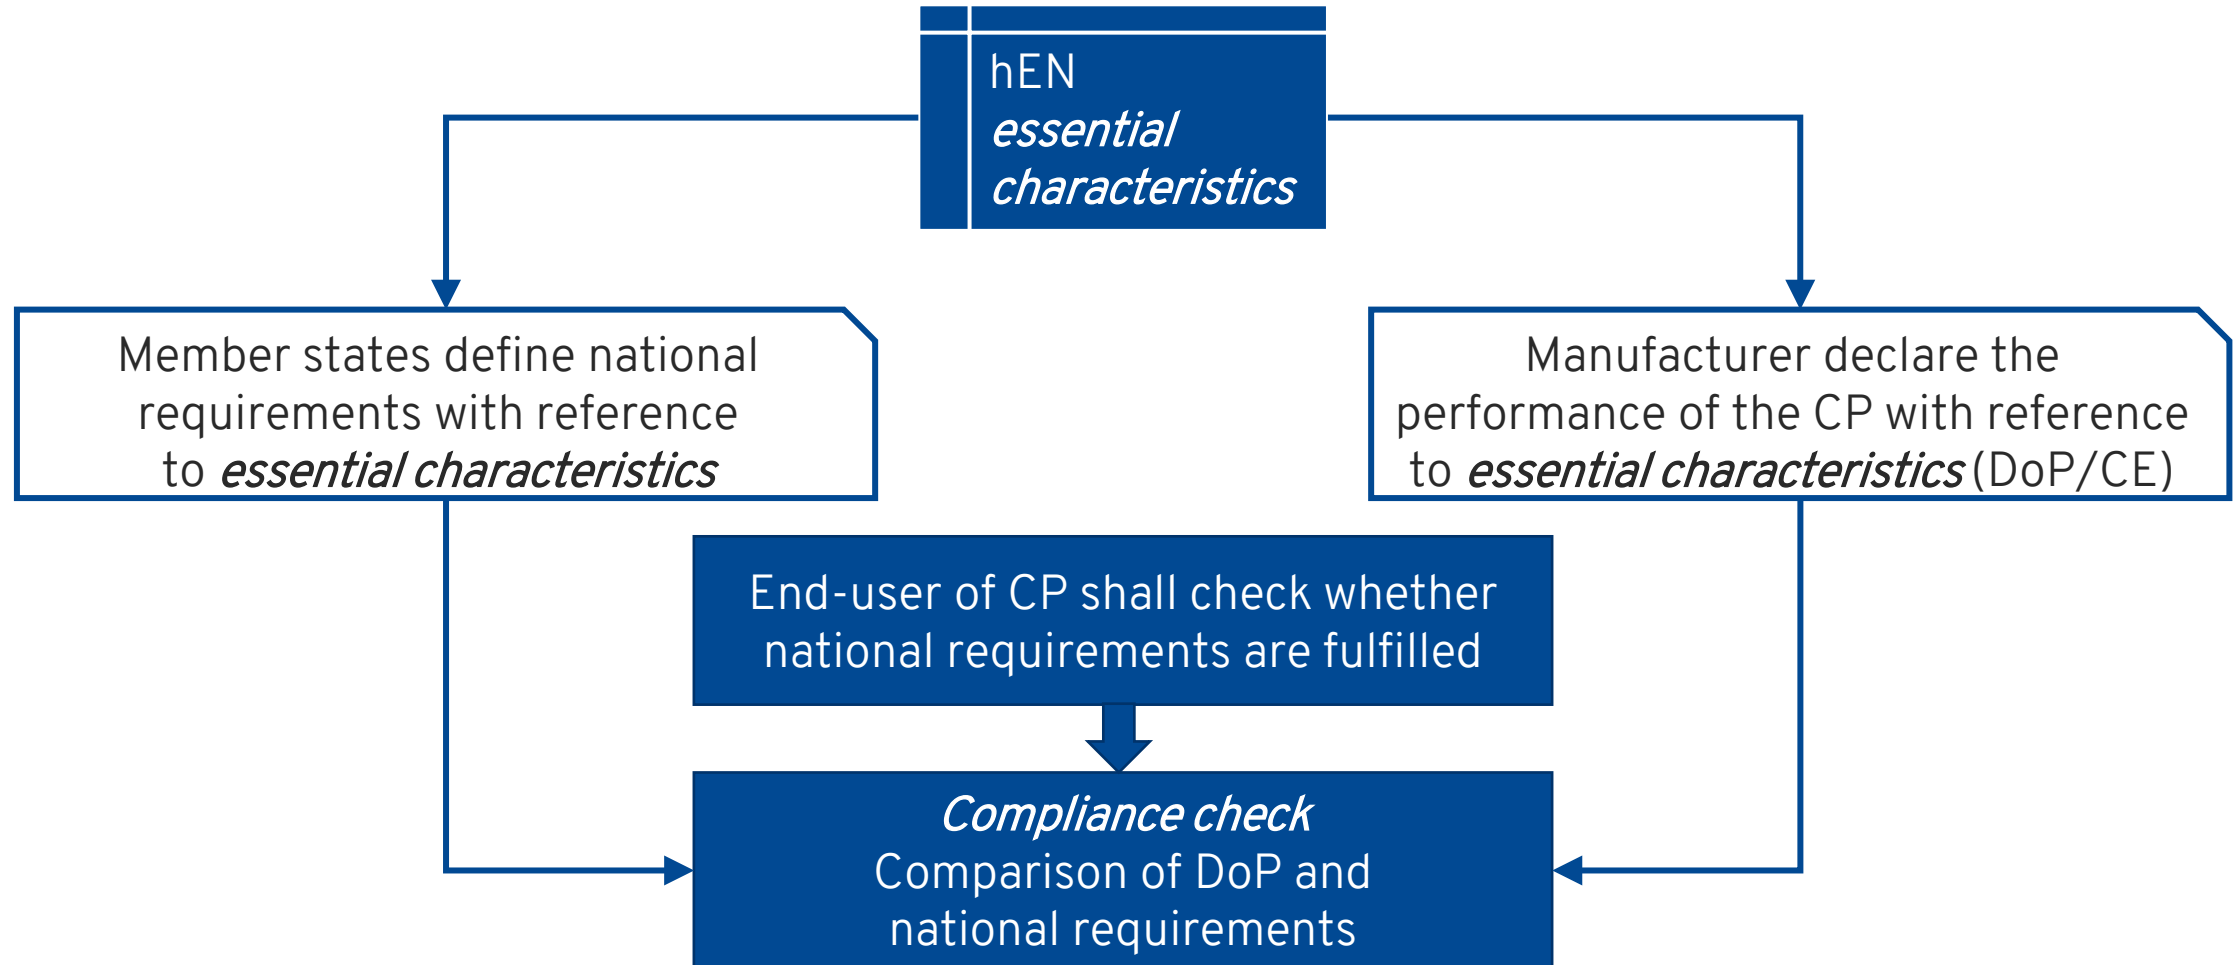 hEN
essential
characteristics
Member states define national
requirements with reference
to essential characteristics
Manufacturer declare the
performance of the CP with reference
to essential characteristics (DoP/CE)
End-user of CP shall check whether
national requirements are fulfilled
Compliance check
Comparison of DoP and
national requirements